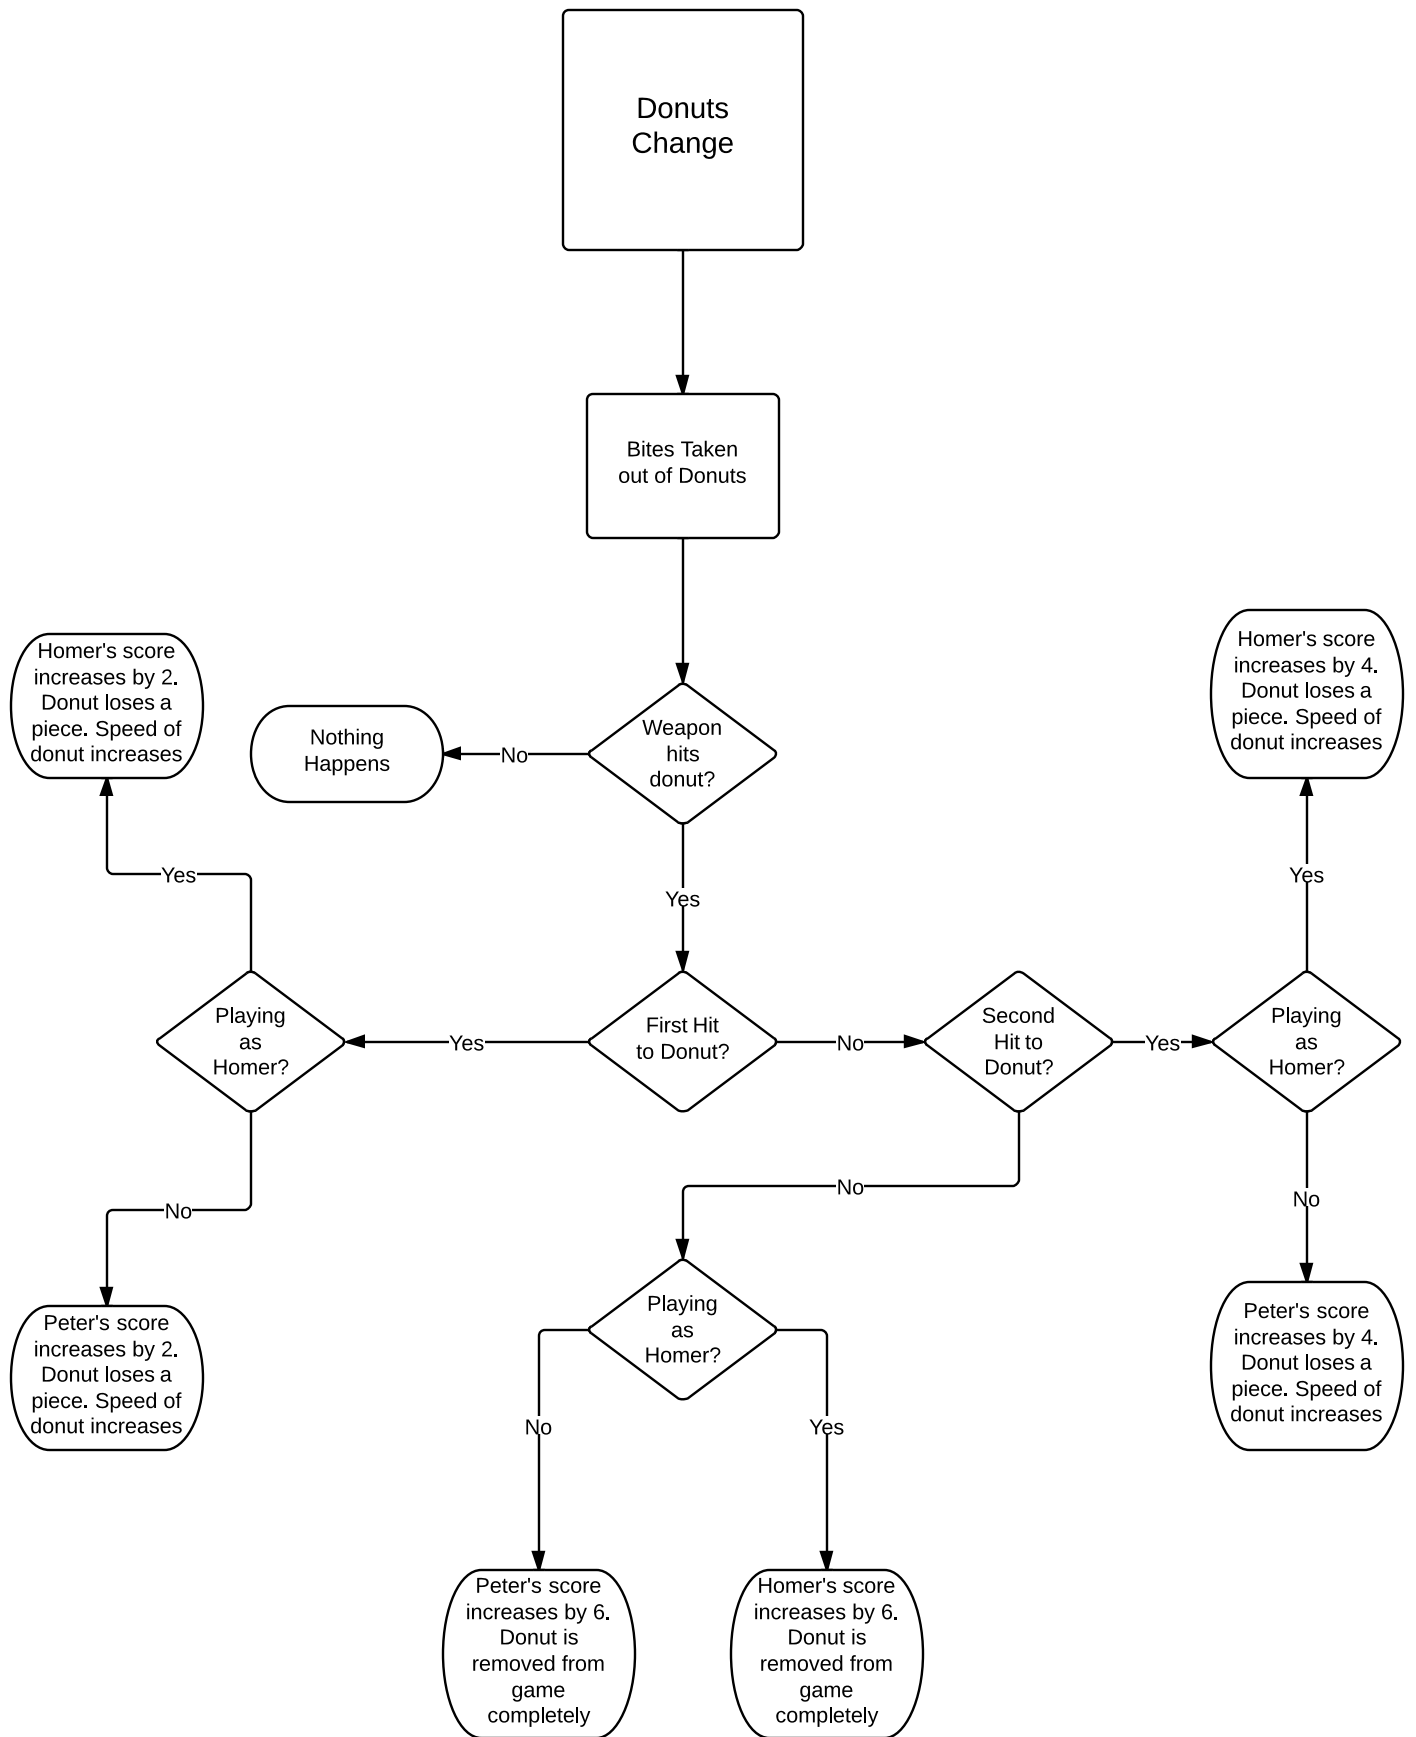 Donuts
Change
Bites Taken
out of Donuts
Homer's score
increases by 2.
Donut loses a
piece. Speed of
donut increases
Homer's score
increases by 4.
Donut loses a
piece. Speed of
donut increases
Nothing
Happens
No
Weapon
hits
donut?
Yes
Yes
Yes
Playing
as
Homer?
Yes
First Hit
to Donut?
No
Second
Hit to
Donut?
Yes
Playing
as
Homer?
No
No
No
Playing
as
Homer?
Peter's score
increases by 2.
Donut loses a
piece. Speed of
donut increases
Peter's score
increases by 4.
Donut loses a
piece. Speed of
donut increases
No
Yes
Peter's score
increases by 6.
Donut is
removed from
game
completely
Homer's score
increases by 6.
Donut is
removed from
game
completely